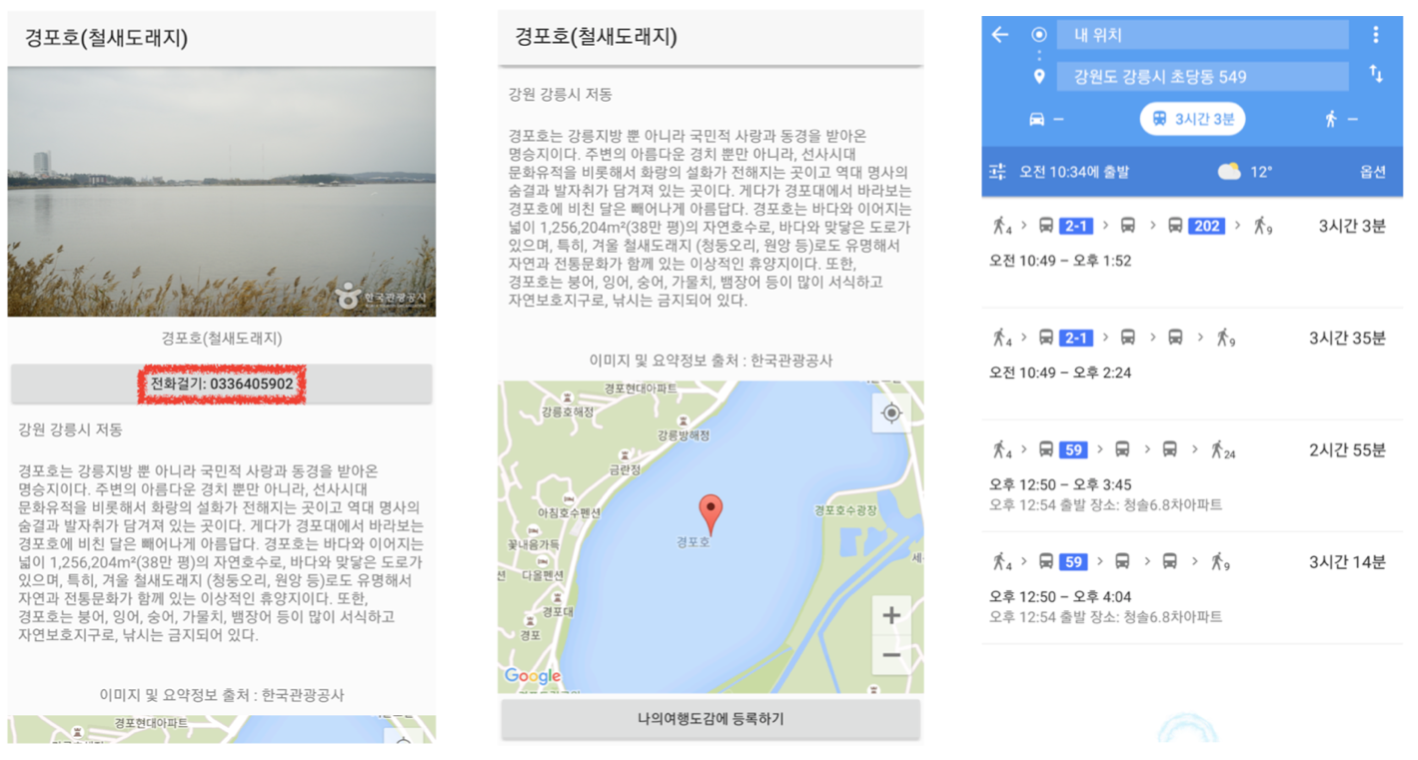 경포호(철새도래지)
한국관광공사
경포호(철새도래지)
전화걸기: 0336405902
강원 강릉시 저동
경포호는 강릉지방 뿐 아니라 국민적 사랑과 동경을 받아온
명승지이다. 주변의 아름다운 경치 뿐만 아니라, 선사시대
문화유적을 비롯해서 화랑의 설화가 전해지는 곳이고 역대 명사의
숨결과 발자취가 담겨져 있는 곳이다. 게다가 경포대에서 바라보는
경포호에 비친 달은 빼어나게 아름답다. 경포호는 바다와 이어지는
넓이 1,256,204m²(38만 평)의 자연호수로, 바다와 맞닿은 도로가
있으며, 특히, 겨울 철새도래지 (청둥오리, 원앙 등)로도 유명해서
자연과 전통문화가 함께 있는 이상적인 휴양지이다. 또한,
경포호는 붕어, 잉어, 숭어, 가물치, 뱀장어 등이 많이 서식하고
자연보호지구로, 낚시는 금지되어 있다.
이미지 및 요약정보 출처 : 한국관광공사
경포현대아파트
경포호(철새도래지)
강원 강릉시 저동
경포호는 강릉지방 뿐 아니라 국민적 사랑과 동경을 받아온
명승지이다. 주변의 아름다운 경치 뿐만 아니라, 선사시대
문화유적을 비롯해서 화랑의 설화가 전해지는 곳이고 역대 명사의
숨결과 발자취가 담겨져 있는 곳이다. 게다가 경포대에서 바라보는
경포호에 비친 달은 빼어나게 아름답다. 경포호는 바다와 이어지는
넓이 1,256,204m²(38만 평)의 자연호수로, 바다와 맞닿은 도로가
있으며, 특히, 겨울 철새도래지 (청둥오리, 원앙 등)로도 유명해서
자연과 전통문화가 함께 있는 이상적인 휴양지이다. 또한,
경포호는 붕어, 잉어, 숭어, 가물치, 뱀장어 등이 많이 서식하고
자연보호지구로, 낚시는 금지되어 있다.
이미지 및 요약정보 출처 : 한국관광공사
경포현대아파트
강릉호해정
강릉방해정
금란정
아침호수펜션
경포호수광장
경포호
꽃내음가득
세
션 다올펜션
경포대
경포
Google
나의여행도감에 등록하기
내 위치
강원도 강릉시 초당동 549
– 3시간 3분 –
오전 10:34에 출발 12° 옵션
4 2-1 202 9 3시간 3분
오전 10:49 – 오후 1:52
4 2-1 9 3시간 35분
오전 10:49 – 오후 2:24
4 59 24 2시간 55분
오후 12:50 – 오후 3:45
오후 12:54 출발 장소: 청솔6.8차아파트
4 59 9 3시간 14분
오후 12:50 – 오후 4:04
오후 12:54 출발 장소: 청솔6.8차아파트